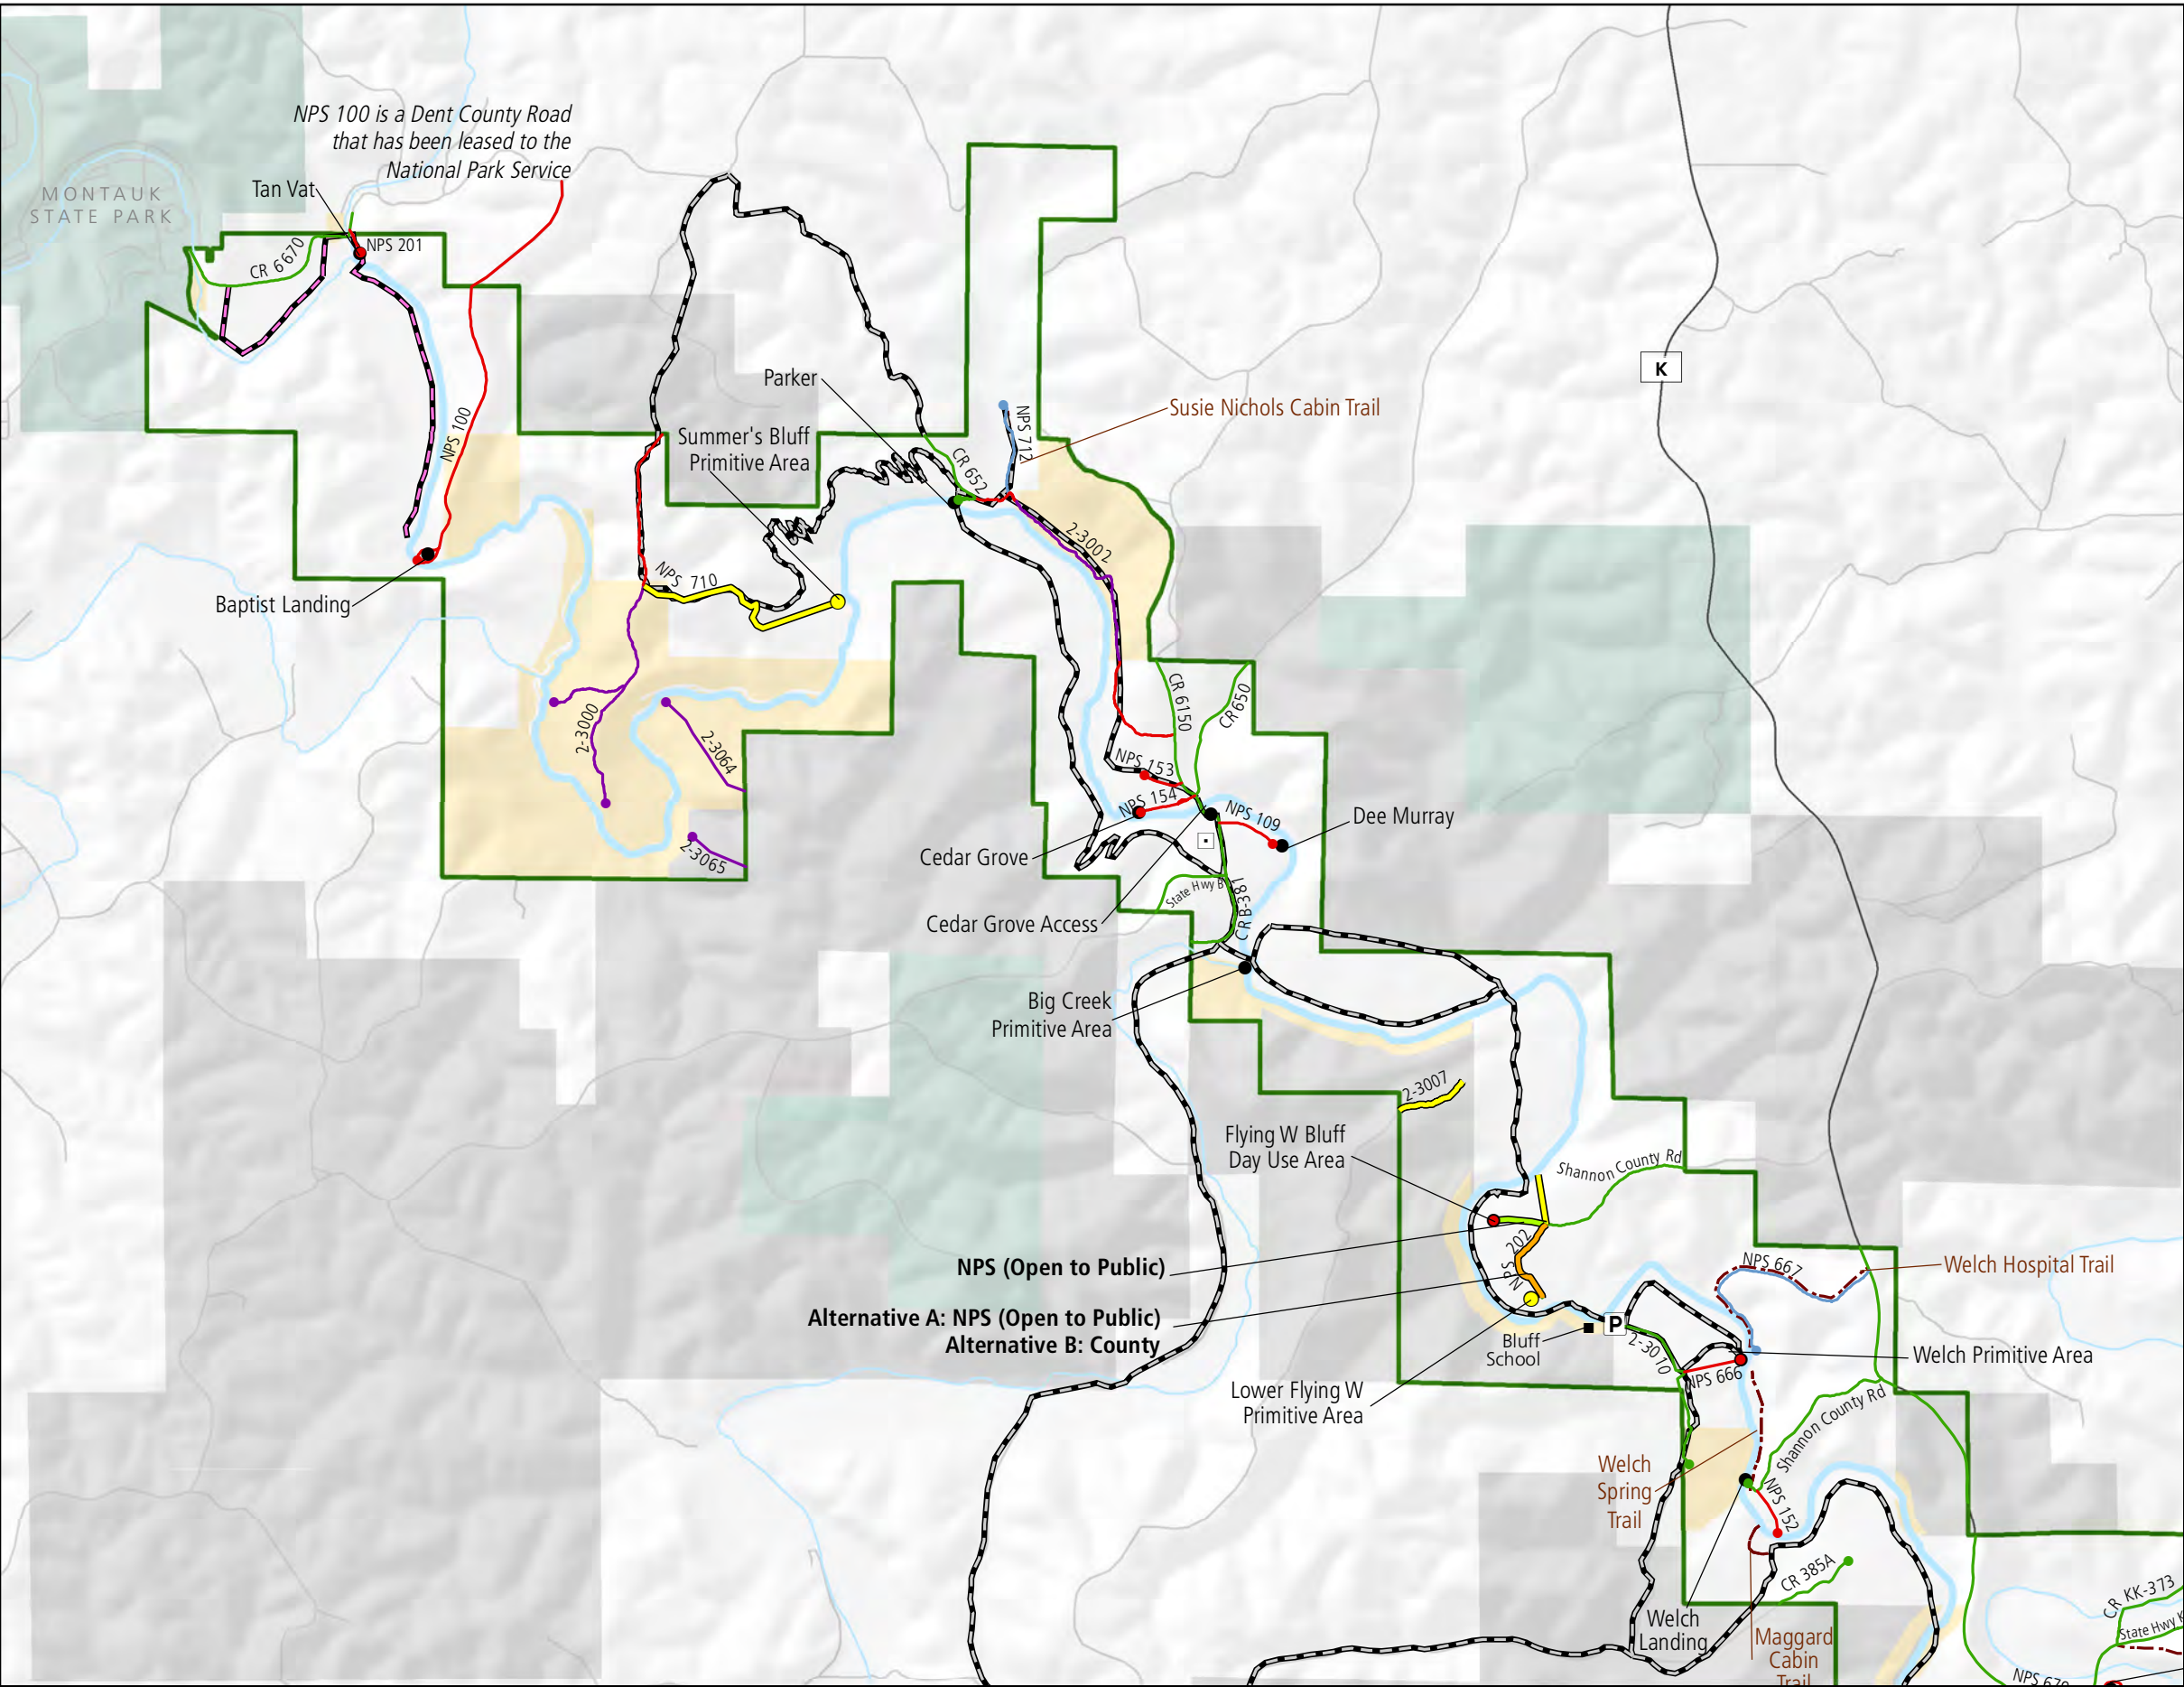 NPS 100 is a Dent County Road
that has been leased to the
National Park Service
MONTAUK
STATE PARK
Tan Vat
NPS 201
CR 6670
K
Parker
Susie Nichols Cabin Trail
NPS 712
Summer's Bluff
Primitive Area
CR 652
NPS 100
2-3002
NPS 710
Baptist Landing
CR 6150
CR 650
2-3000
2-3064
NPS 153
NPS 154
NPS 109
Dee Murray
2-3065
Cedar Grove
State Hwy B
CR B-381
Cedar Grove Access
Big Creek
Primitive Area
2-3007
Flying W Bluff
Day Use Area
Shannon County Rd
NPS 202
NPS (Open to Public)
NPS 667
Welch Hospital Trail
Alternative A: NPS (Open to Public)
Alternative B: County
P
Bluff
School
2-3010
Welch Primitive Area
NPS 666
Lower Flying W
Primitive Area
Shannon County Rd
Welch
Spring
Trail
NPS 152
CR 385A
CR KK-373
Welch
Landing
State Hwy K
Maggard
Cabin
Trail
NPS 670